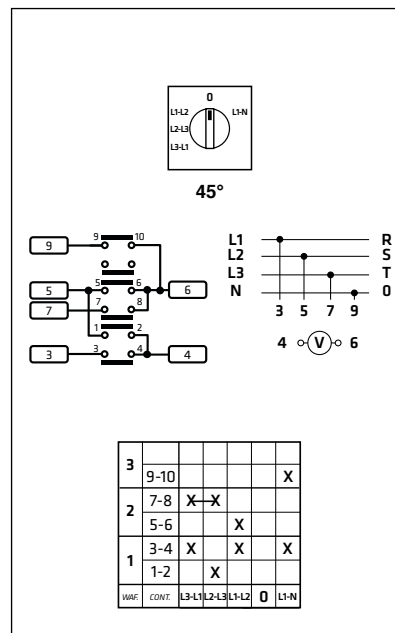 0
L1-L2 L1-N
L2-L3
L3-L1
45°
9 9 10
5 5 6 6
7 7 8
1 2
3 3 4 4
L1 R
L2 S
L3 T
N 0
3 5 7 9
4 V 6
3
9-10 X
2 7-8 X X
5-6 X
1 3-4 X X X
1-2 X
WAF. CONT. L3-L1 L2-L3 L1-L2 0 L1-N